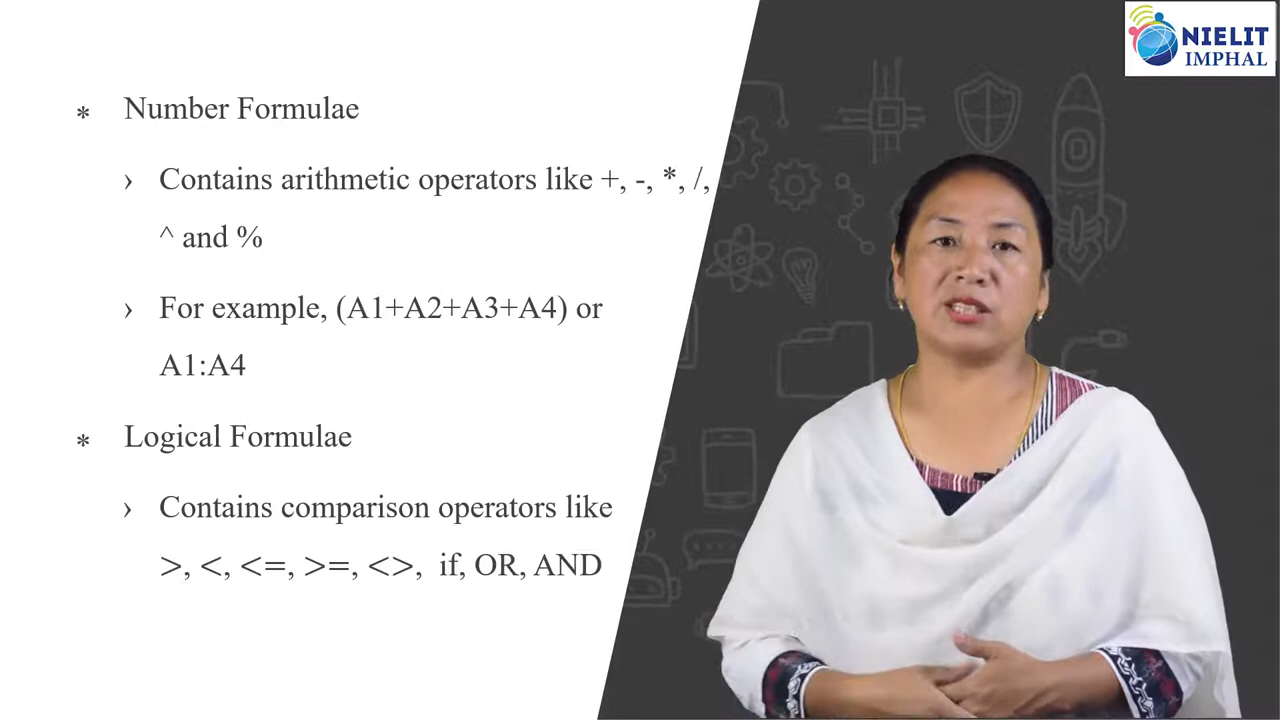 NIELIT
IMPHAL
* Number Formulae
› Contains arithmetic operators like +, -, *, /,
^ and %
› For example, (A1+A2+A3+A4) or
A1:A4
* Logical Formulae
› Contains comparison operators like
>, <, <=, >=, <>, if, OR, AND